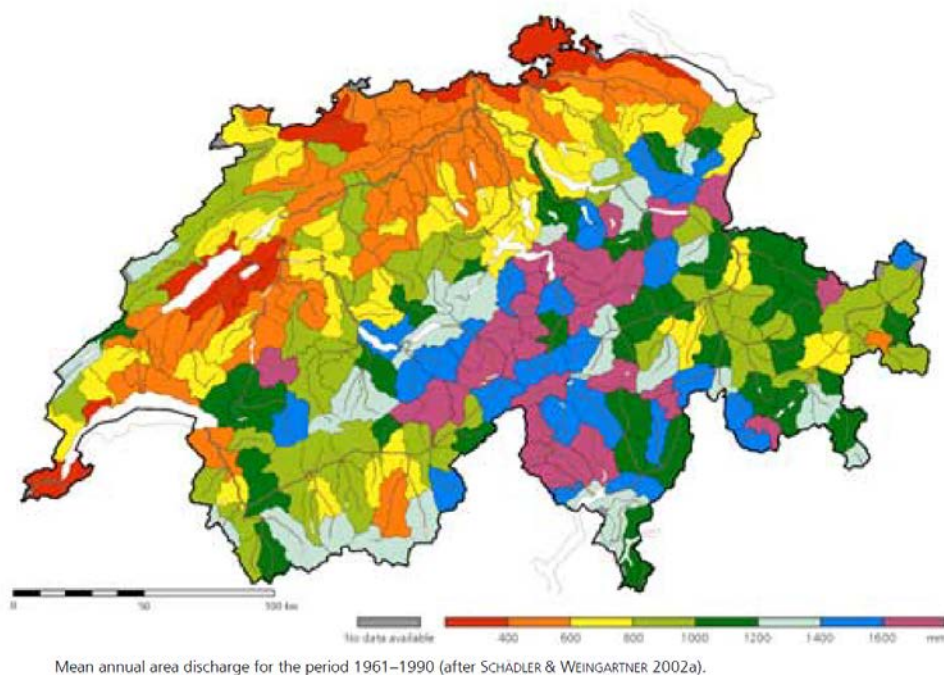 0 50 100 km
No data available 400 600 800 1000 1200 1400 1600 mm
Mean annual area discharge for the period 1961–1990 (after SCHÄDLER & WEINGARTNER 2002a).